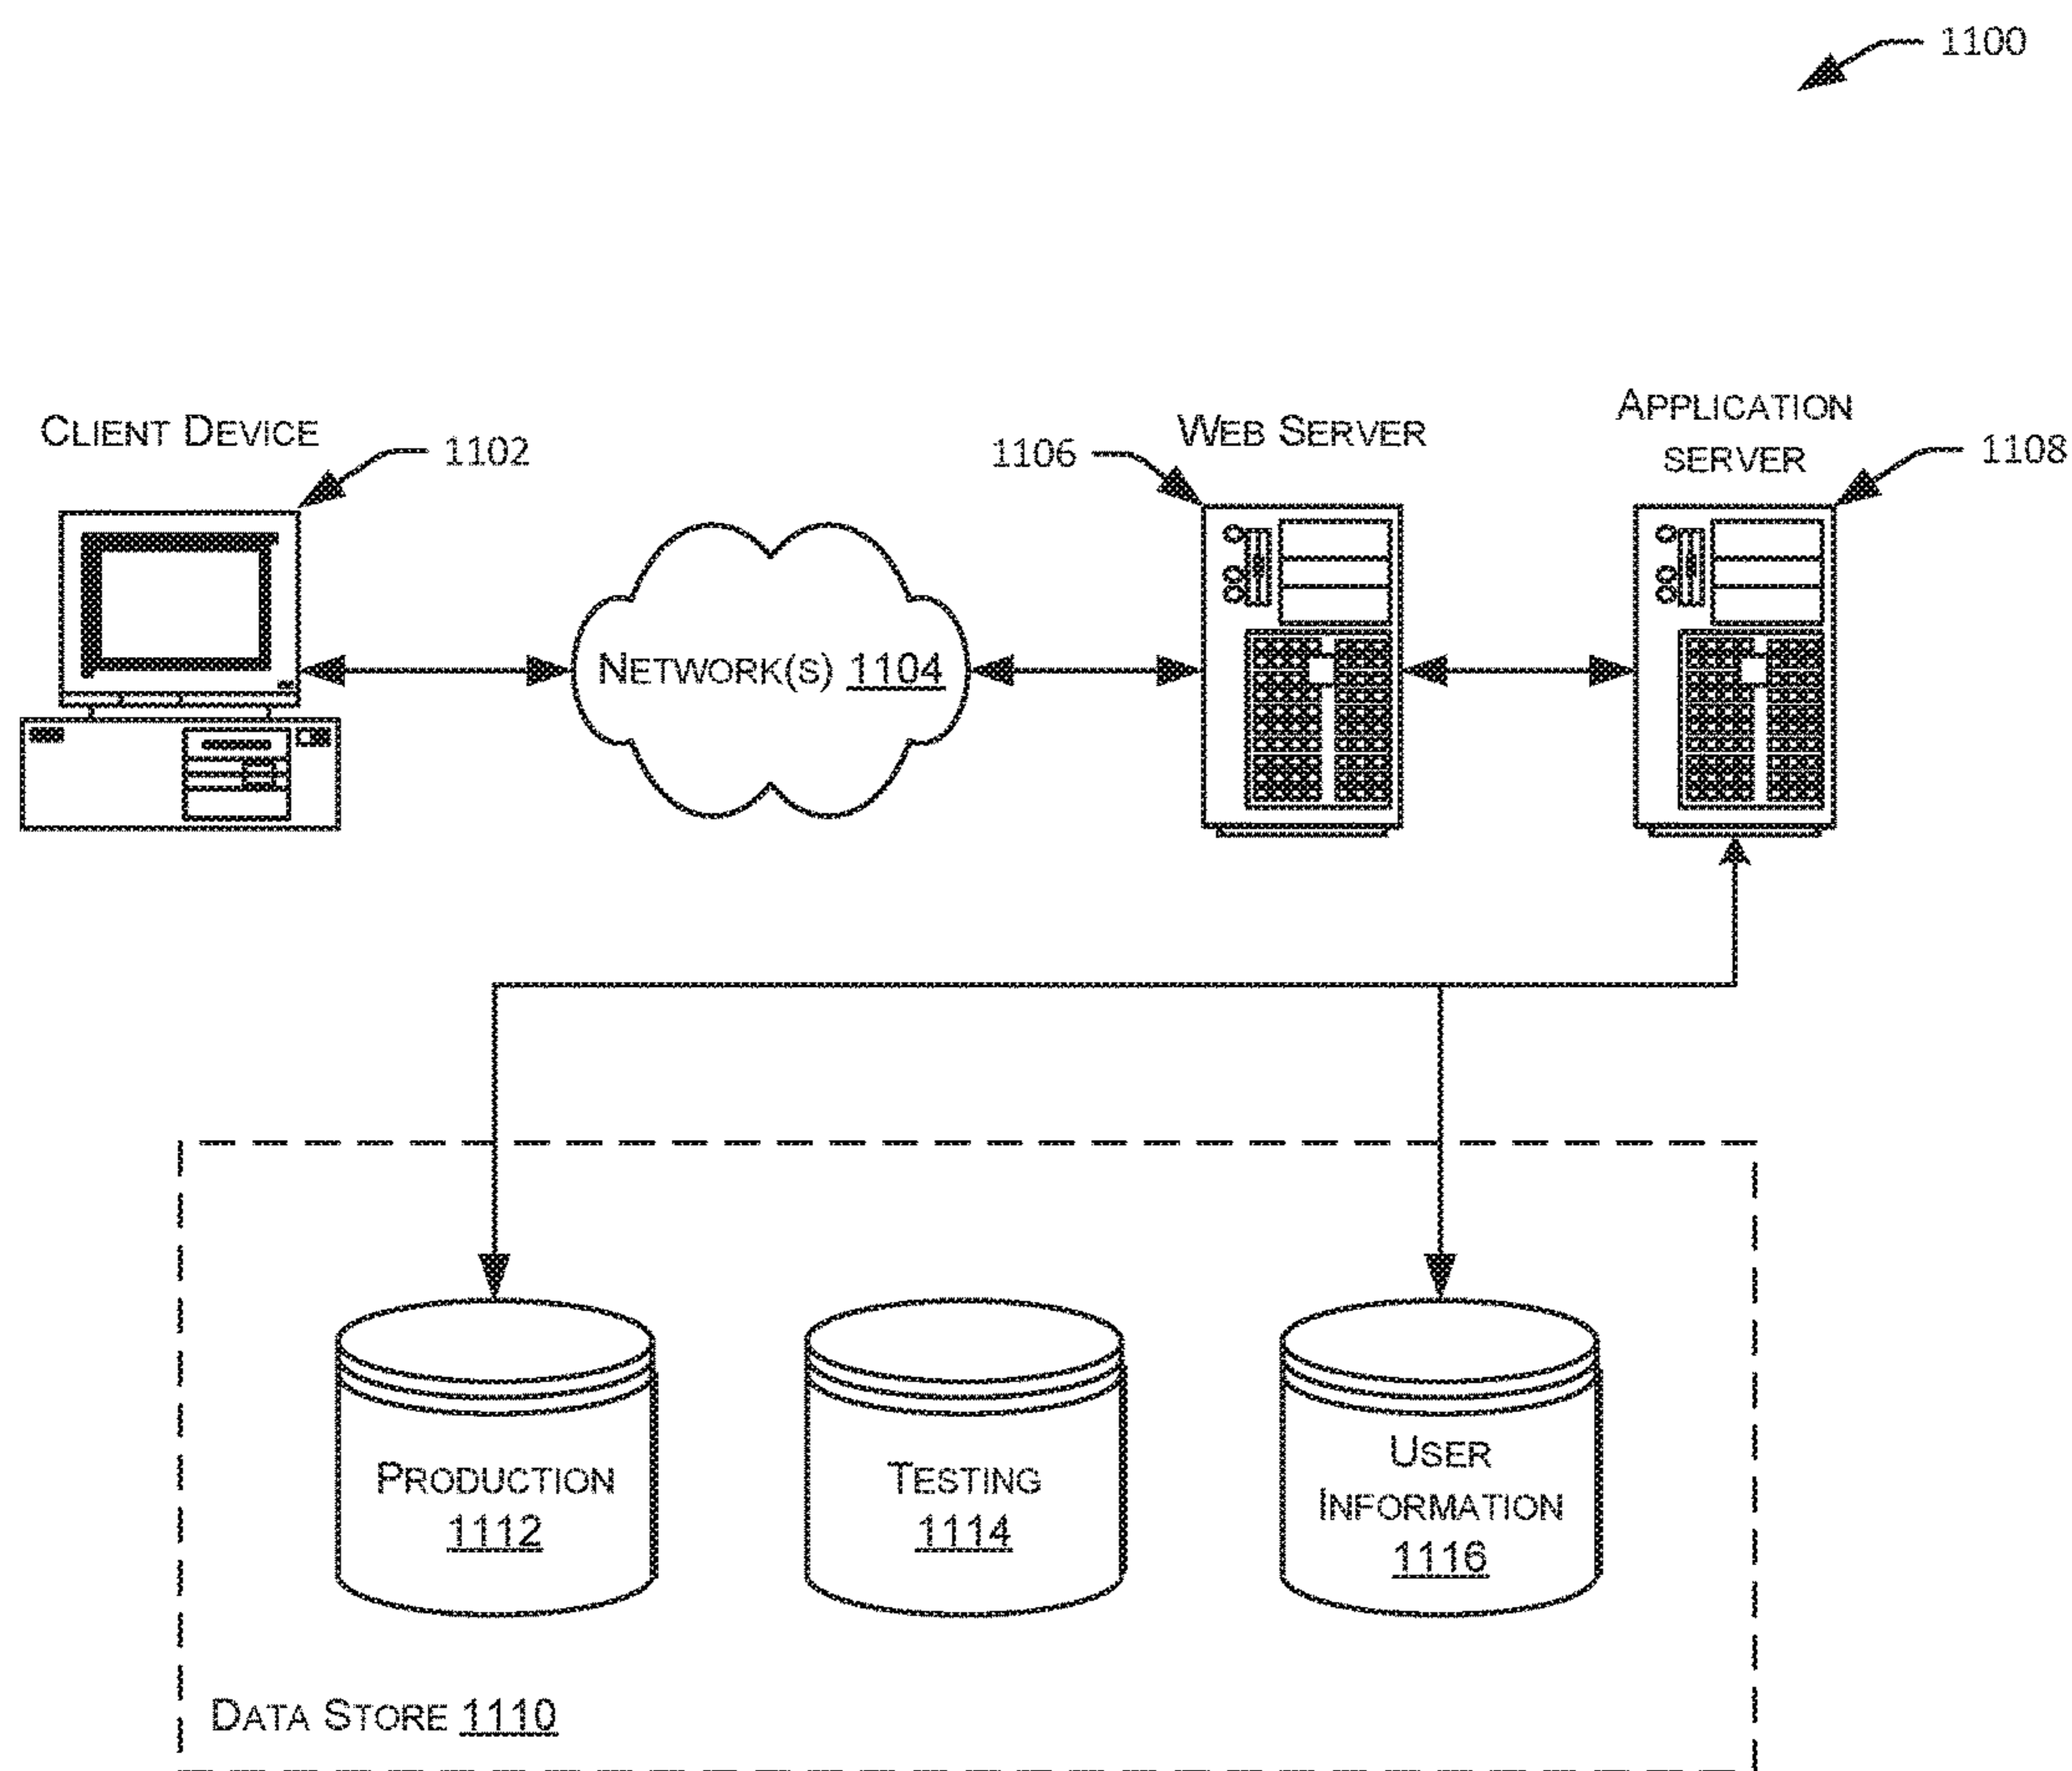 1100
CLIENT DEVICE
1102
1106
WEB SERVER
APPLICATION
SERVER
1108
NETWORK(S) 1104
PRODUCTION
1112
TESTING
1114
USER
INFORMATION
1116
DATA STORE 1110